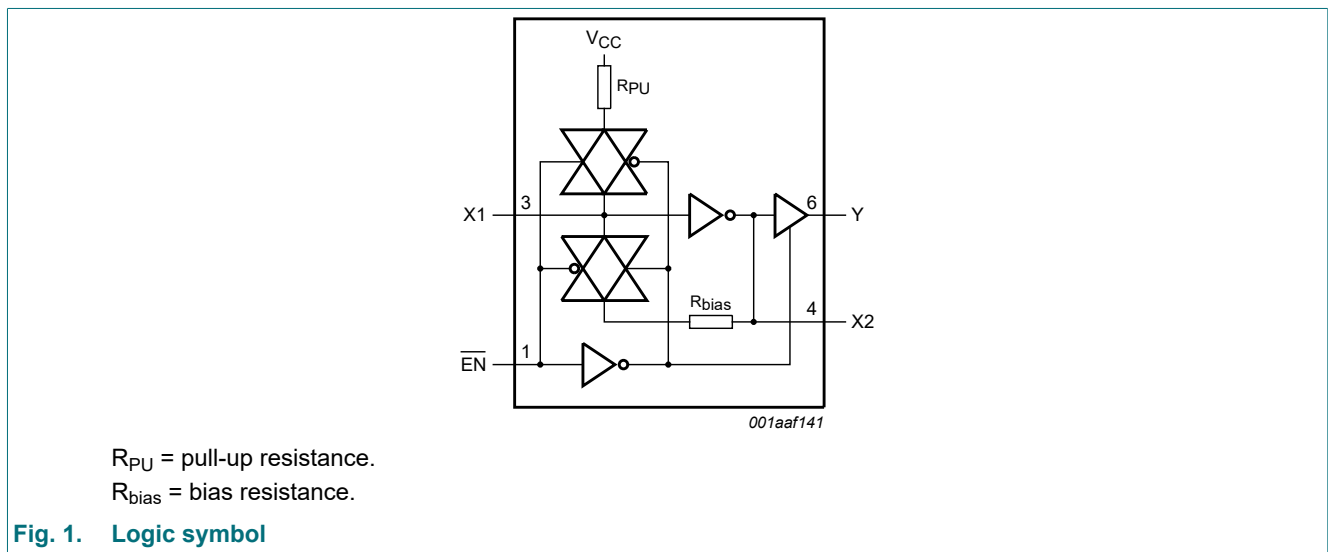 VCC
RPU
X1 3
6 Y
Rbias
4 X2
EN 1
001aaf141
RPU = pull-up resistance.
Rbias = bias resistance.
Fig. 1. Logic symbol